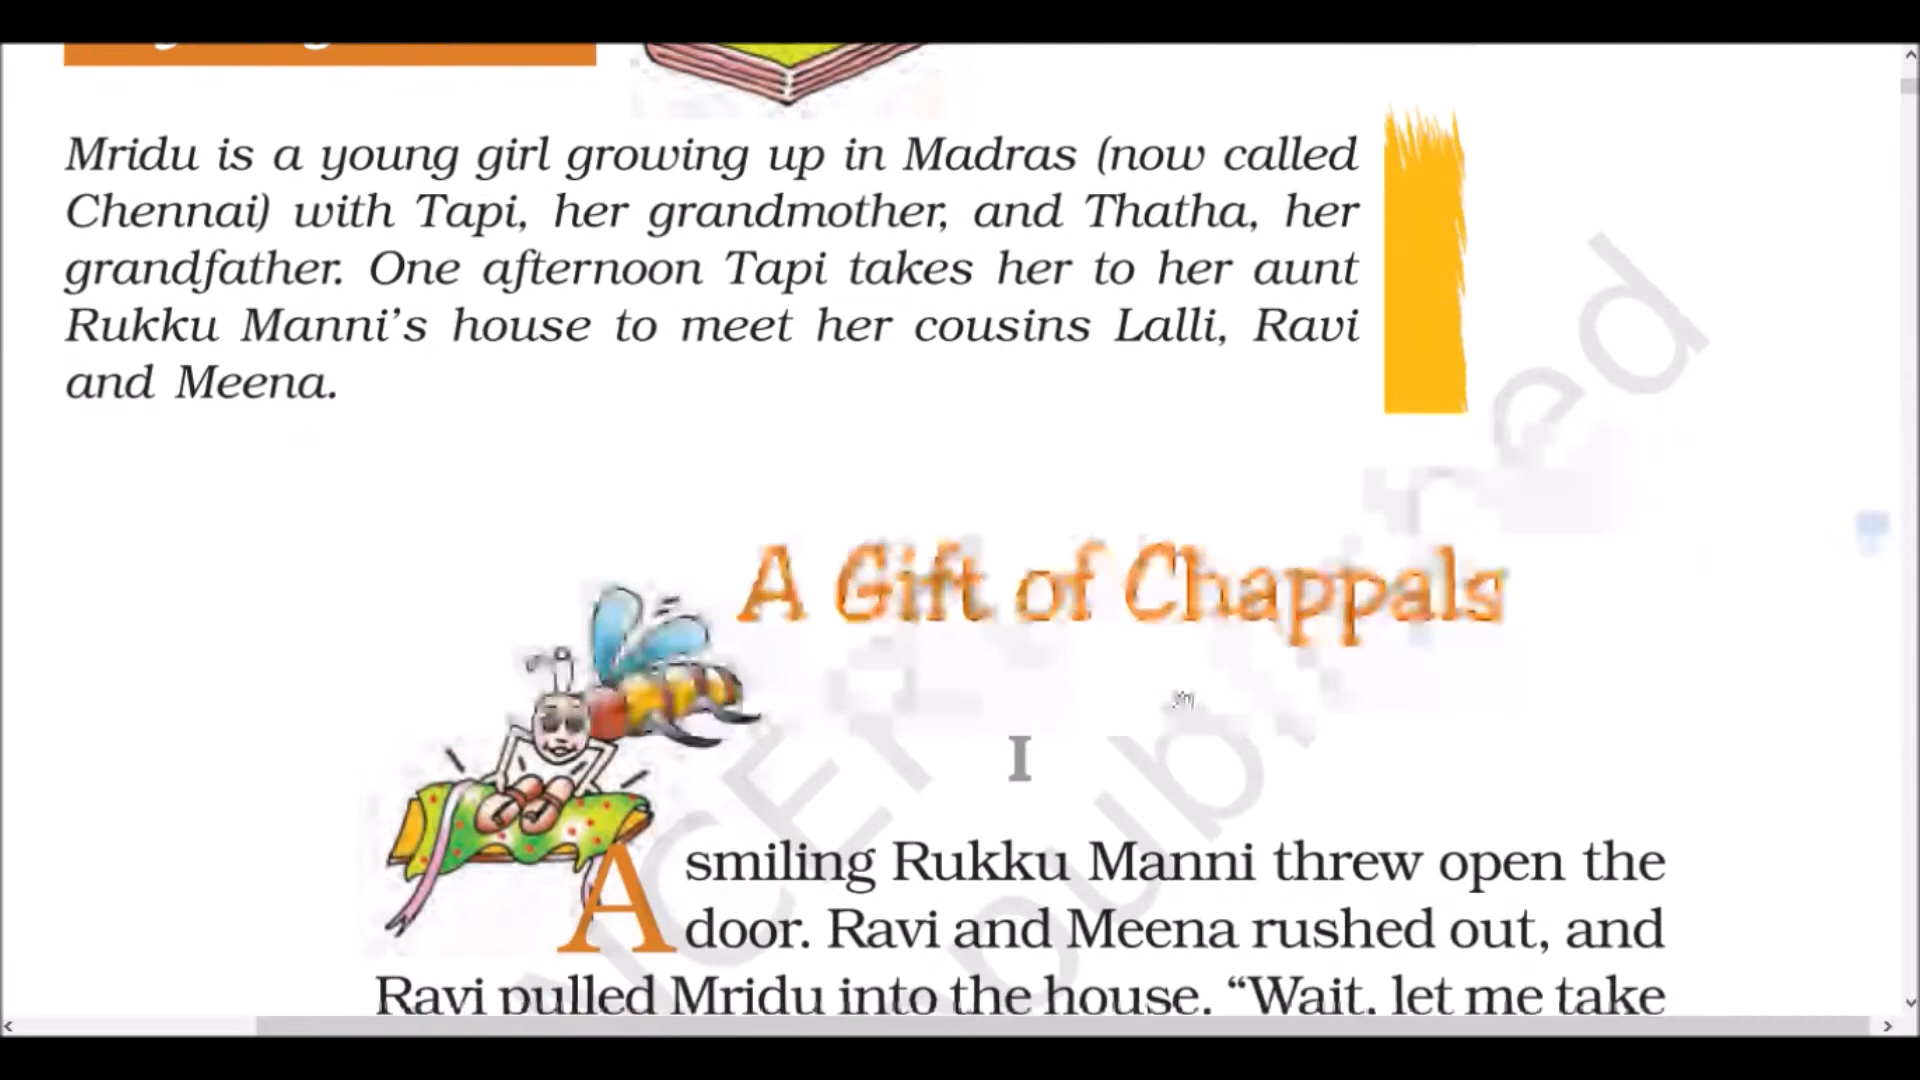 Mridu is a young girl growing up in Madras (now called
Chennai) with Tapi, her grandmother, and Thatha, her
grandfather. One afternoon Tapi takes her to her aunt
Rukku Manni’s house to meet her cousins Lalli, Ravi
and Meena.
A Gift of Chappals
I
A smiling Rukku Manni threw open the
door. Ravi and Meena rushed out, and
Ravi pulled Mridu into the house. “Wait, let me take